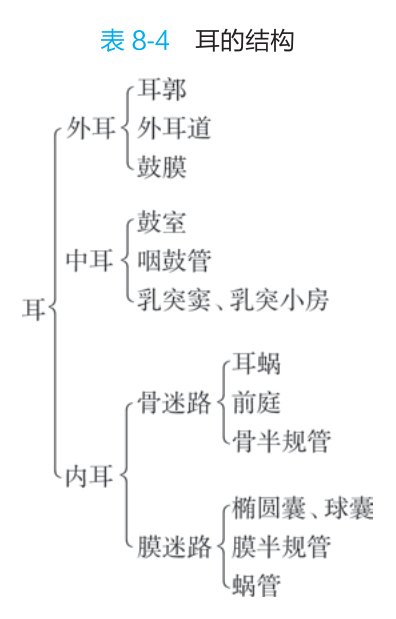 表 8-4 耳的结构
耳郭
外耳
外耳道
鼓膜
鼓室
中耳
咽鼓管
乳突窦、乳突小房
耳
耳蜗
骨迷路
前庭
骨半规管
内耳
椭圆囊、球囊
膜迷路
膜半规管
蜗管